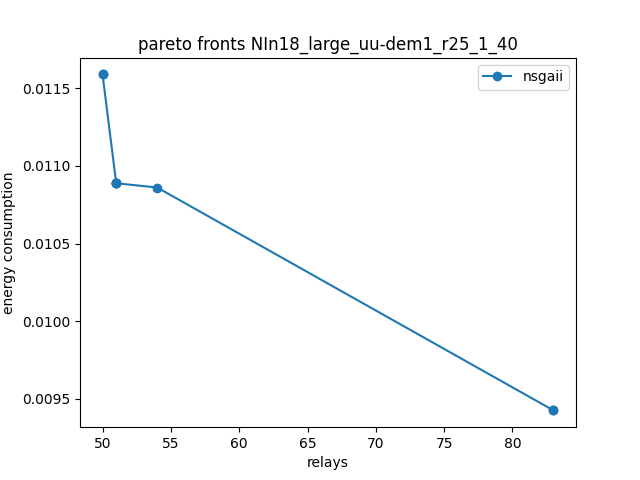 pareto fronts NIn18_large_uu-dem1_r25_1_40
nsgaii
energy consumption
0.0115
0.0110
0.0105
0.0100
0.0095
50 55 60 65 70 75 80
relays